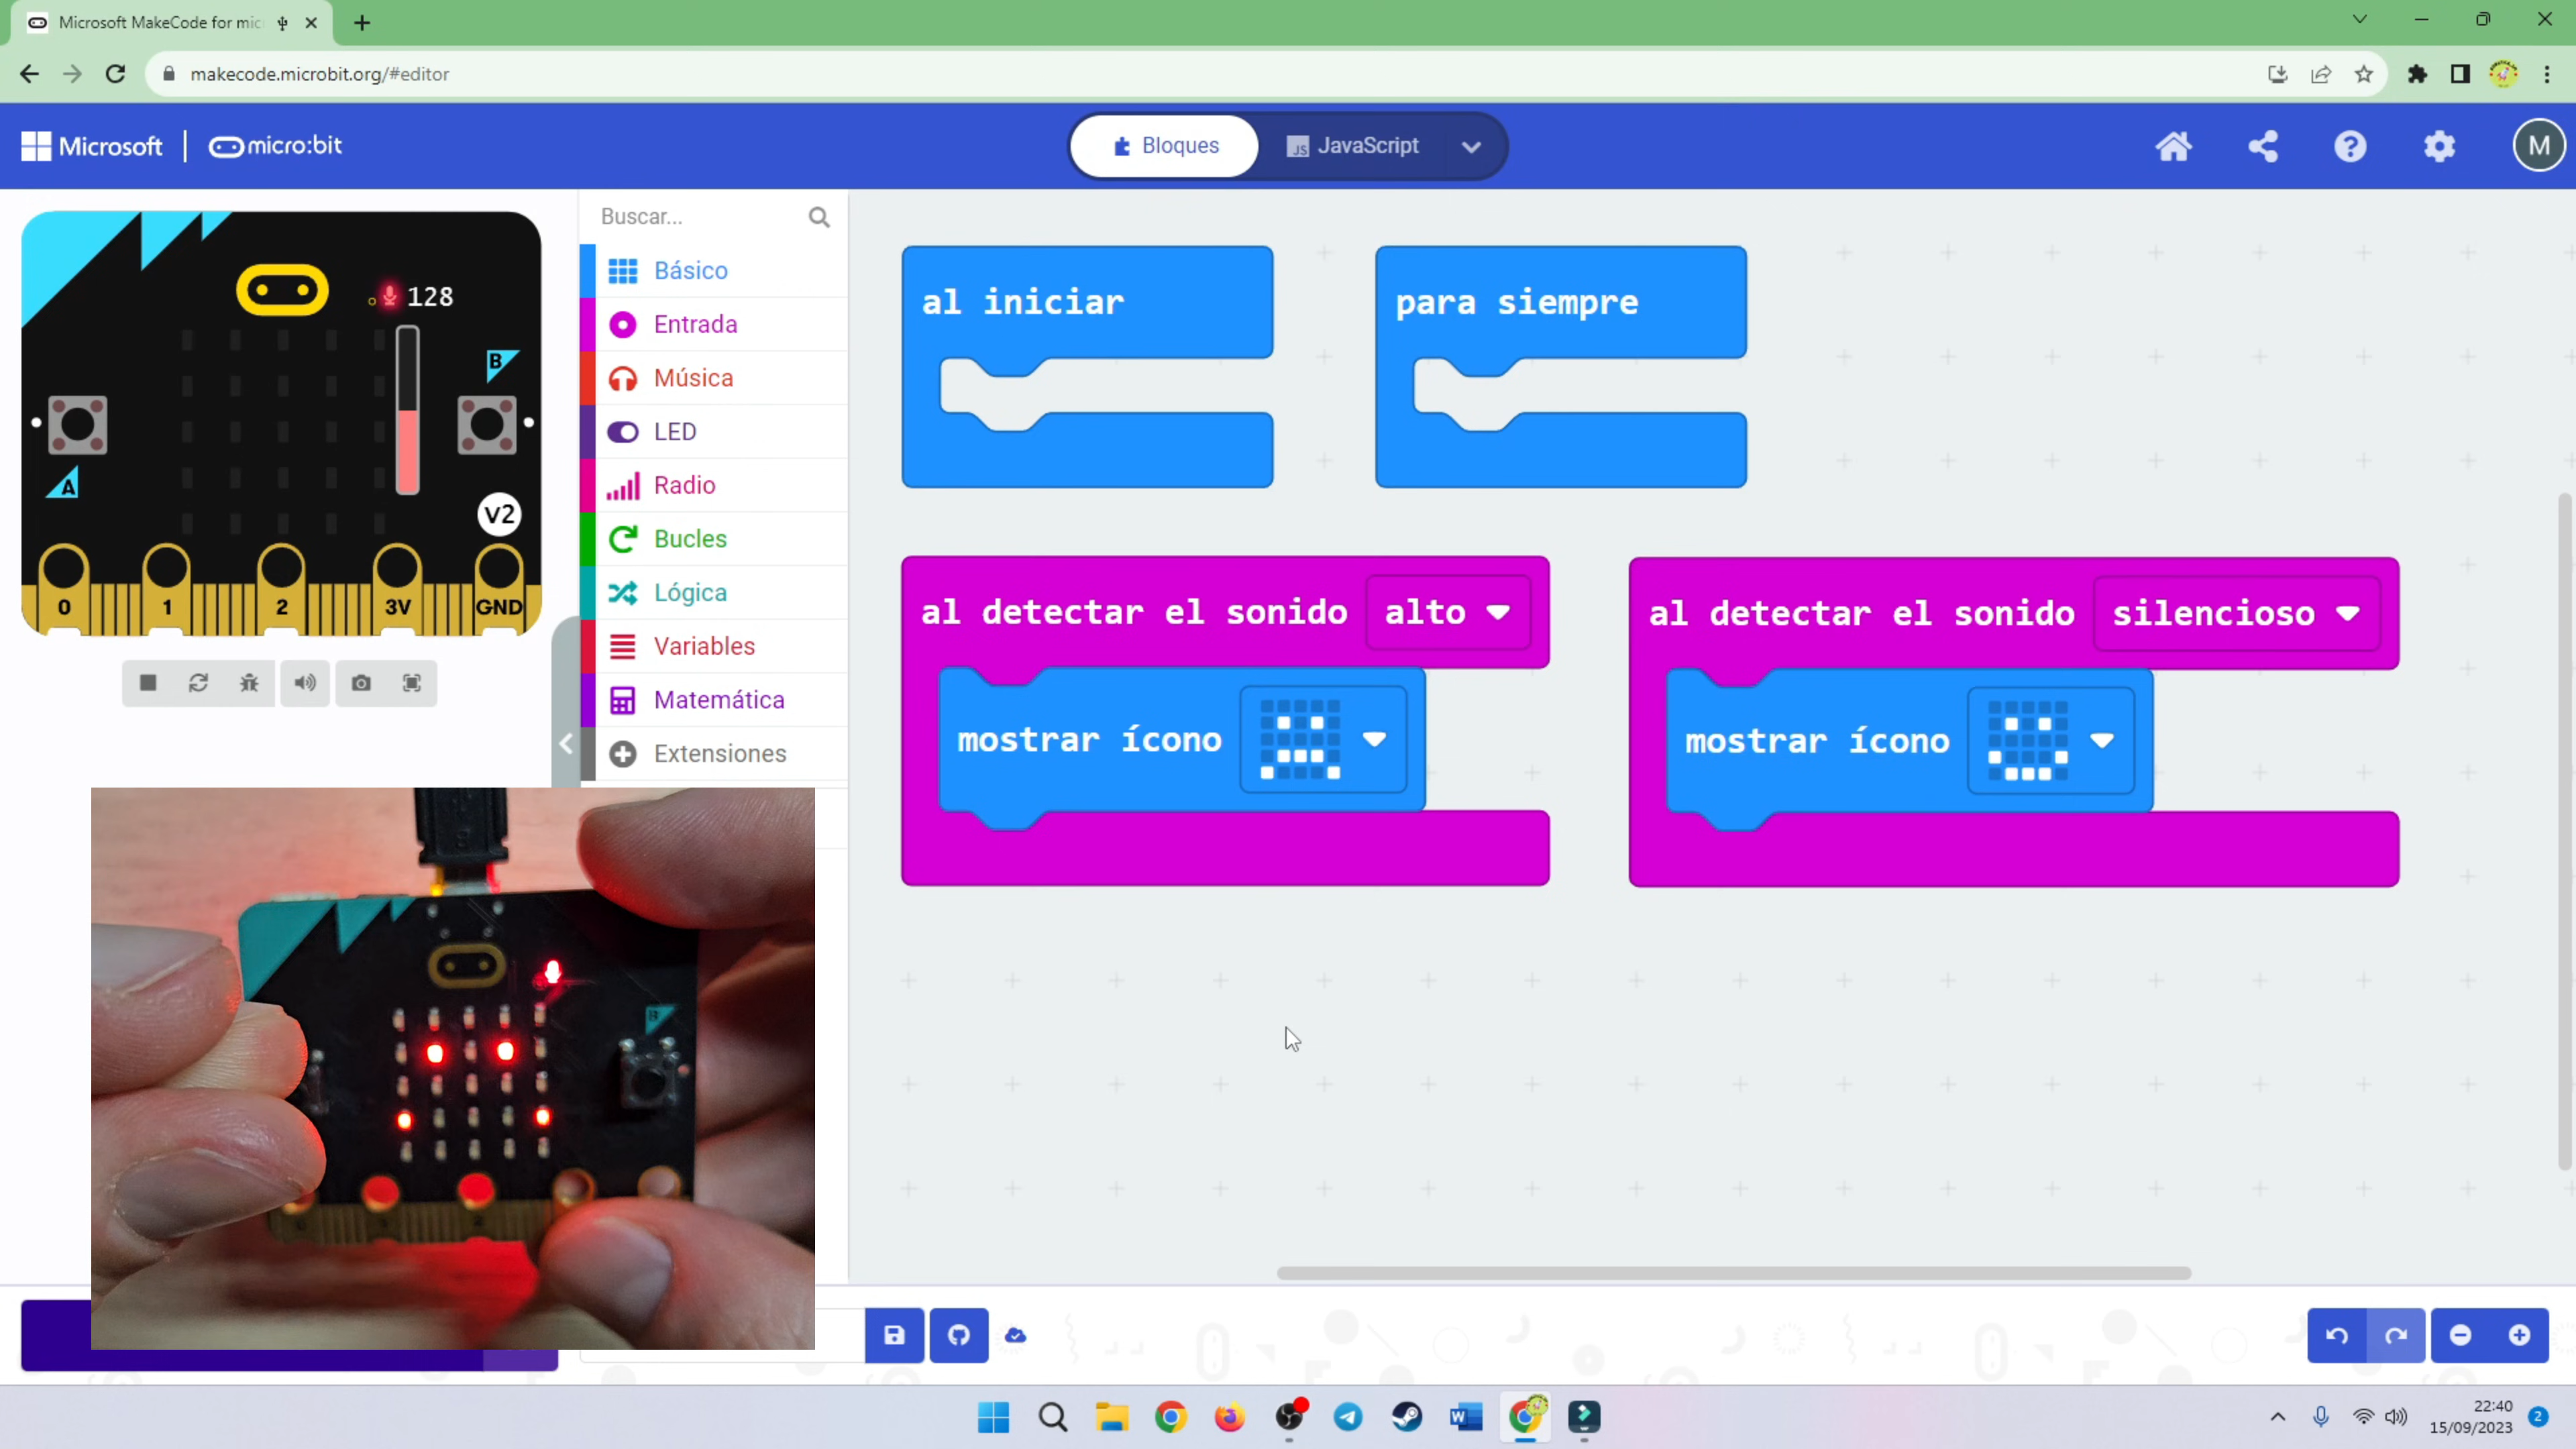 Microsoft MakeCode for mic
makecode.microbit.org/#editor
Microsoft | micro:bit
Bloques
JS JavaScript
M
128
B
A
V2
0 1 2 3V GND
Buscar...
Básico
Entrada
Música
LED
Radio
Bucles
Lógica
Variables
Matemática
Extensiones
al iniciar
para siempre
al detectar el sonido alto
mostrar ícono
al detectar el sonido silencioso
mostrar ícono
B
22:40
15/09/2023
2